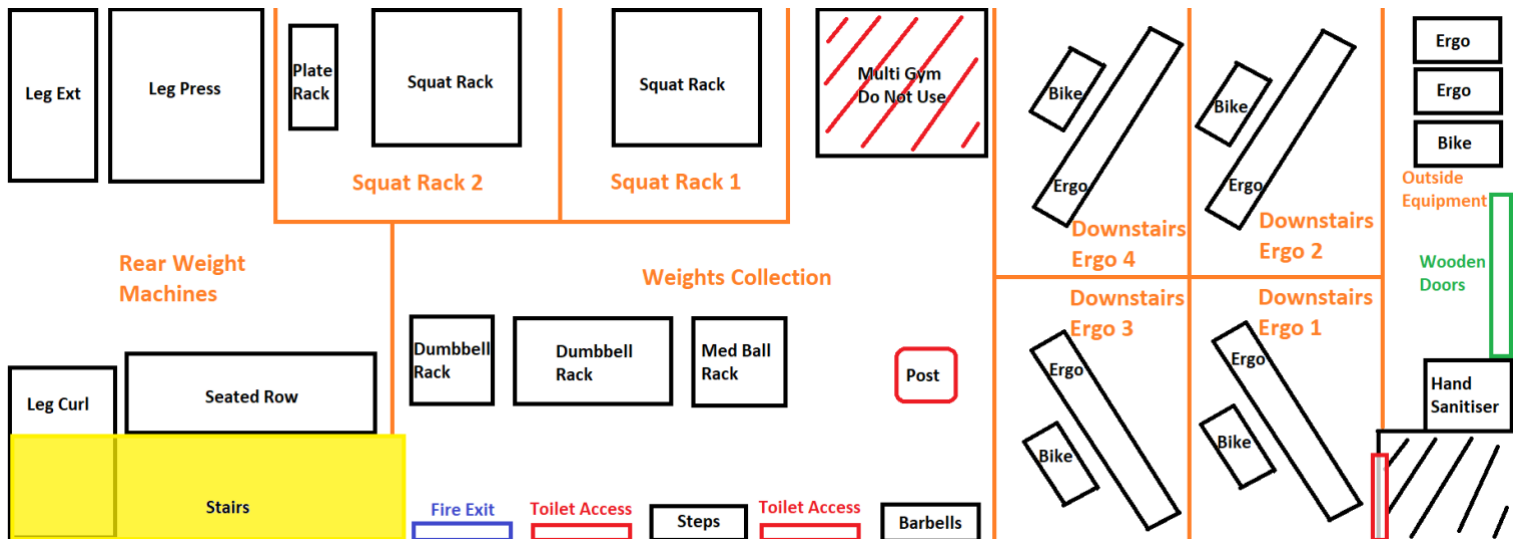 Leg Ext
Leg Press
Plate
Rack
Squat Rack
Squat Rack
Multi Gym
Do Not Use
Bike
Ergo
Bike
Ergo
Ergo
Ergo
Bike
Squat Rack 2
Squat Rack 1
Downstairs
Ergo 4
Downstairs
Ergo 2
Outside
Equipment
Rear Weight
Machines
Weights Collection
Wooden
Doors
Downstairs
Ergo 3
Downstairs
Ergo 1
Leg Curl
Seated Row
Dumbbell
Rack
Dumbbell
Rack
Med Ball
Rack
Post
Ergo
Bike
Ergo
Bike
Hand
Sanitiser
Stairs
Fire Exit
Toilet Access
Steps
Toilet Access
Barbells